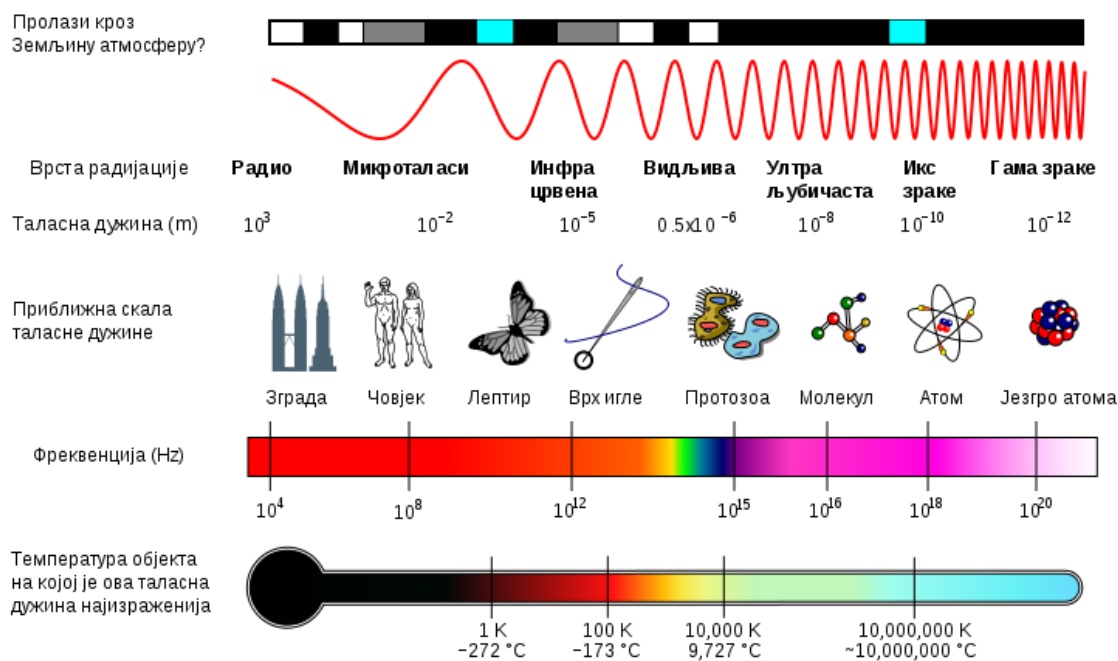 Пролази кроз
Земљину атмосферу?
Врста радијације
Радио
Микроталаси
Инфра
црвена
Видљива
Ултра
љубичаста
Икс
зраке
Гама зраке
Таласна дужина (m)
10³
10⁻²
10⁻⁵
0.5x10⁻⁶
10⁻⁸
10⁻¹⁰
10⁻¹²
Приближна скала
таласне дужине
Зграда
Човјек
Лептир
Врх игле
Протозоа
Молекул
Атом
Језгро атома
Фреквенција (Hz)
10⁴
10⁸
10¹²
10¹⁵
10¹⁶
10¹⁸
10²⁰
Температура објекта
на којој је ова таласна
дужина најизраженија
1 K
−272 °C
100 K
−173 °C
10,000 K
9,727 °C
10,000,000 K
~10,000,000 °C